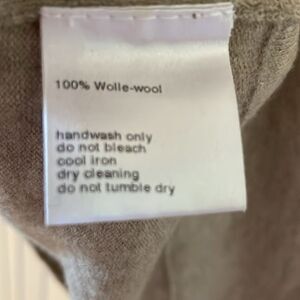 100% Wolle-wool
handwash only
do not bleach
cool iron
dry cleaning
do not tumble dry